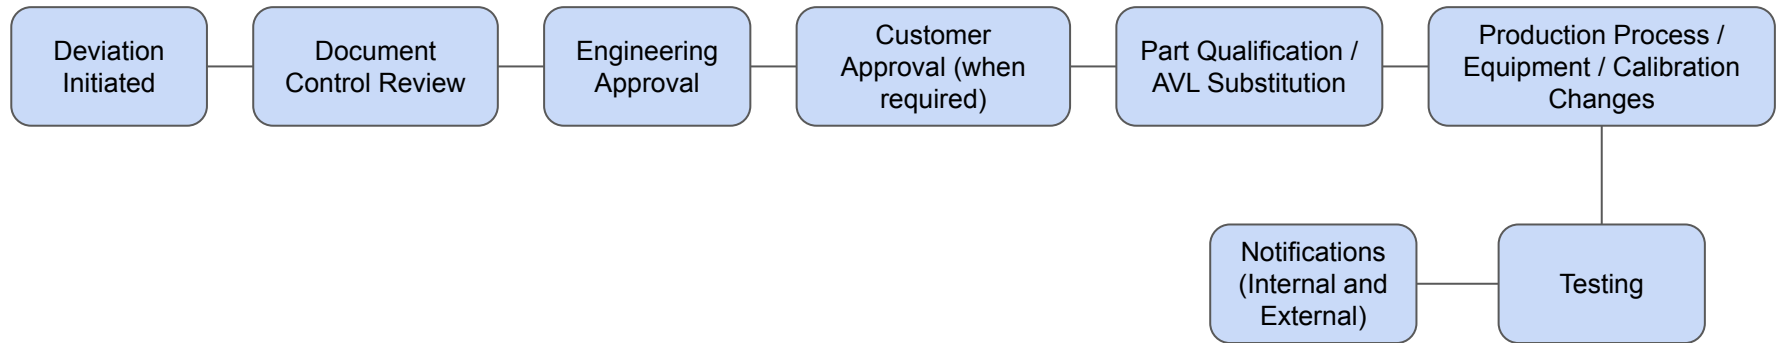 Deviation
Initiated
Document
Control Review
Engineering
Approval
Customer
Approval (when
required)
Part Qualification /
AVL Substitution
Production Process /
Equipment / Calibration
Changes
Notifications
(Internal and
External)
Testing